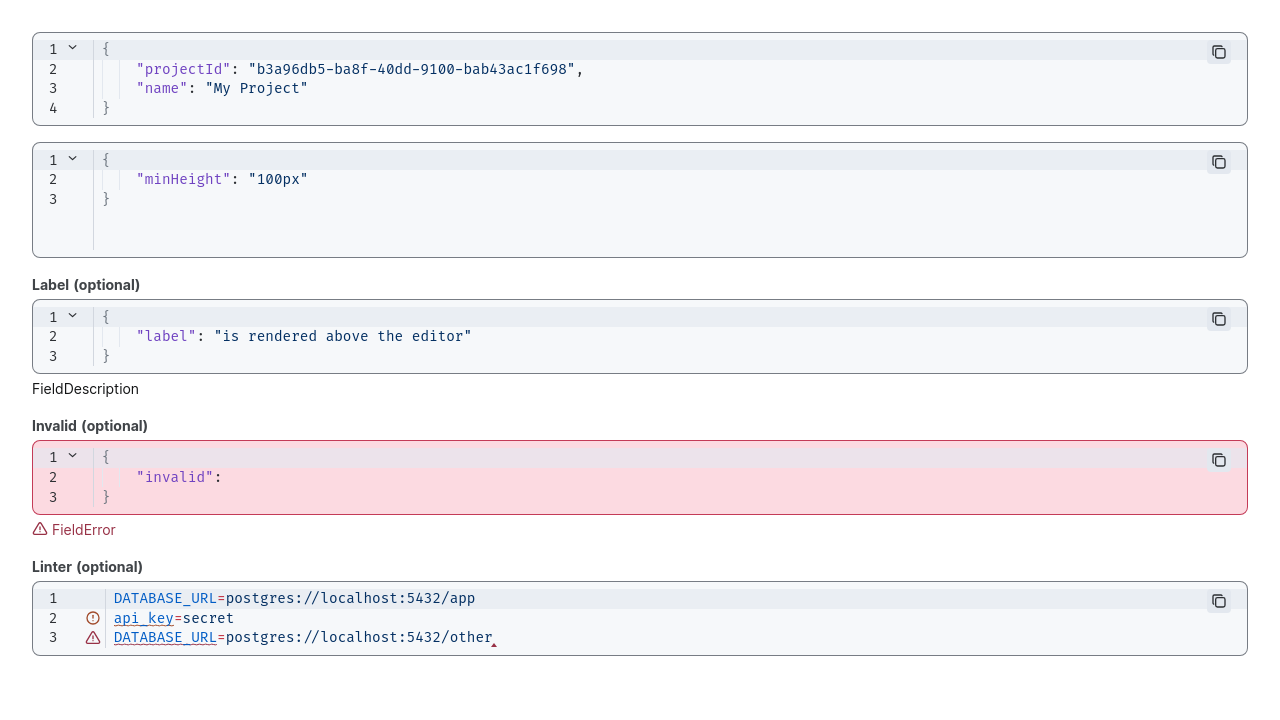 1 {
2 "projectId": "b3a96db5-ba8f-40dd-9100-bab43ac1f698",
3 "name": "My Project"
4 }
1 {
2 "minHeight": "100px"
3 }
Label (optional)
1 {
2 "label": "is rendered above the editor"
3 }
FieldDescription
Invalid (optional)
1 {
2 "invalid":
3 }
FieldError
Linter (optional)
1 DATABASE_URL=postgres://localhost:5432/app
2 api_key=secret
3 DATABASE_URL=postgres://localhost:5432/other